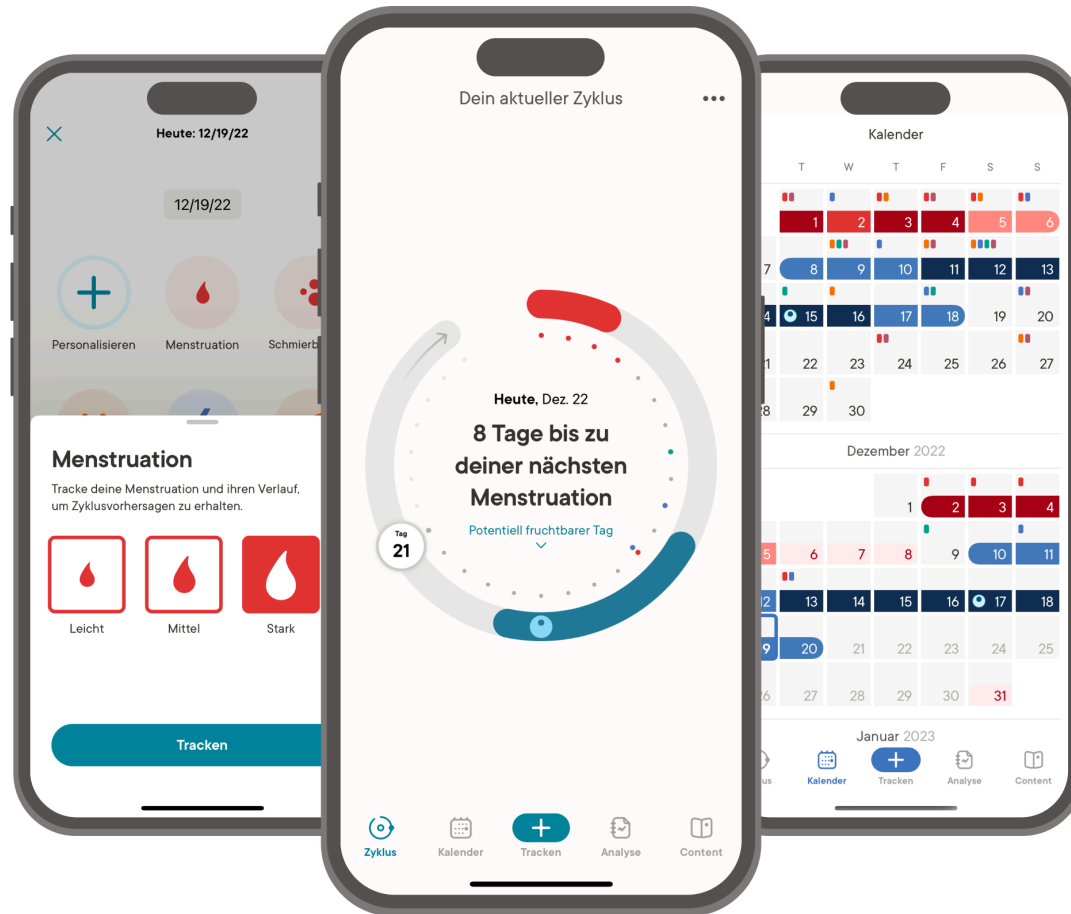 Heute: 12/19/22
12/19/22
Personalisieren
Menstruation
Menstruation
Tracke deine Menstruation und ihren Verlauf,
um Zyklusvorhersagen zu erhalten.
Leicht Mittel Stark
Tracken
Dein aktueller Zyklus
Heute, Dez. 22
8 Tage bis zu
deiner nächsten
Menstruation
Potentiell fruchtbarer Tag
Tag
21
Zyklus Kalender Tracken Analyse Content
Kalender
T W T F S S
1 2 3 4 5 6
7 8 9 10 11 12 13
15 16 17 18 19 20
22 23 24 25 26 27
29 30
Dezember 2022
1 2 3 4
5 6 7 8 9 10 11
12 13 14 15 16 17 18
20 21 22 23 24 25
27 28 29 30 31
Januar 2023
Kalender Tracken Analyse Content